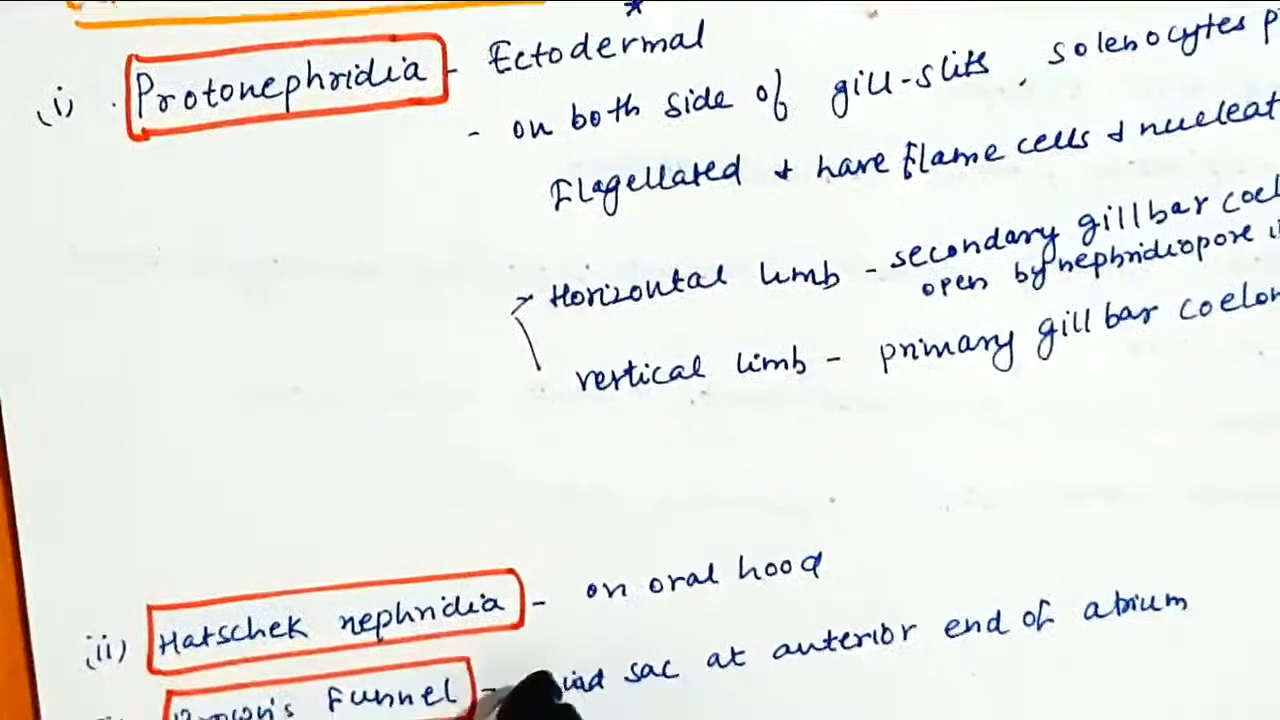 (i) . Protonephridia - Ectodermal
- on both side of gill-slits . solenocytes p
Flagellated + have flame cells + nucleat
Horizontal limb - secondary gill bar coel
open by nephridiopore i
vertical limb - primary gill bar coelo
(ii) Hatschek nephridia - on oral hood
Brown's Funnel - sac at anterior end of atrium